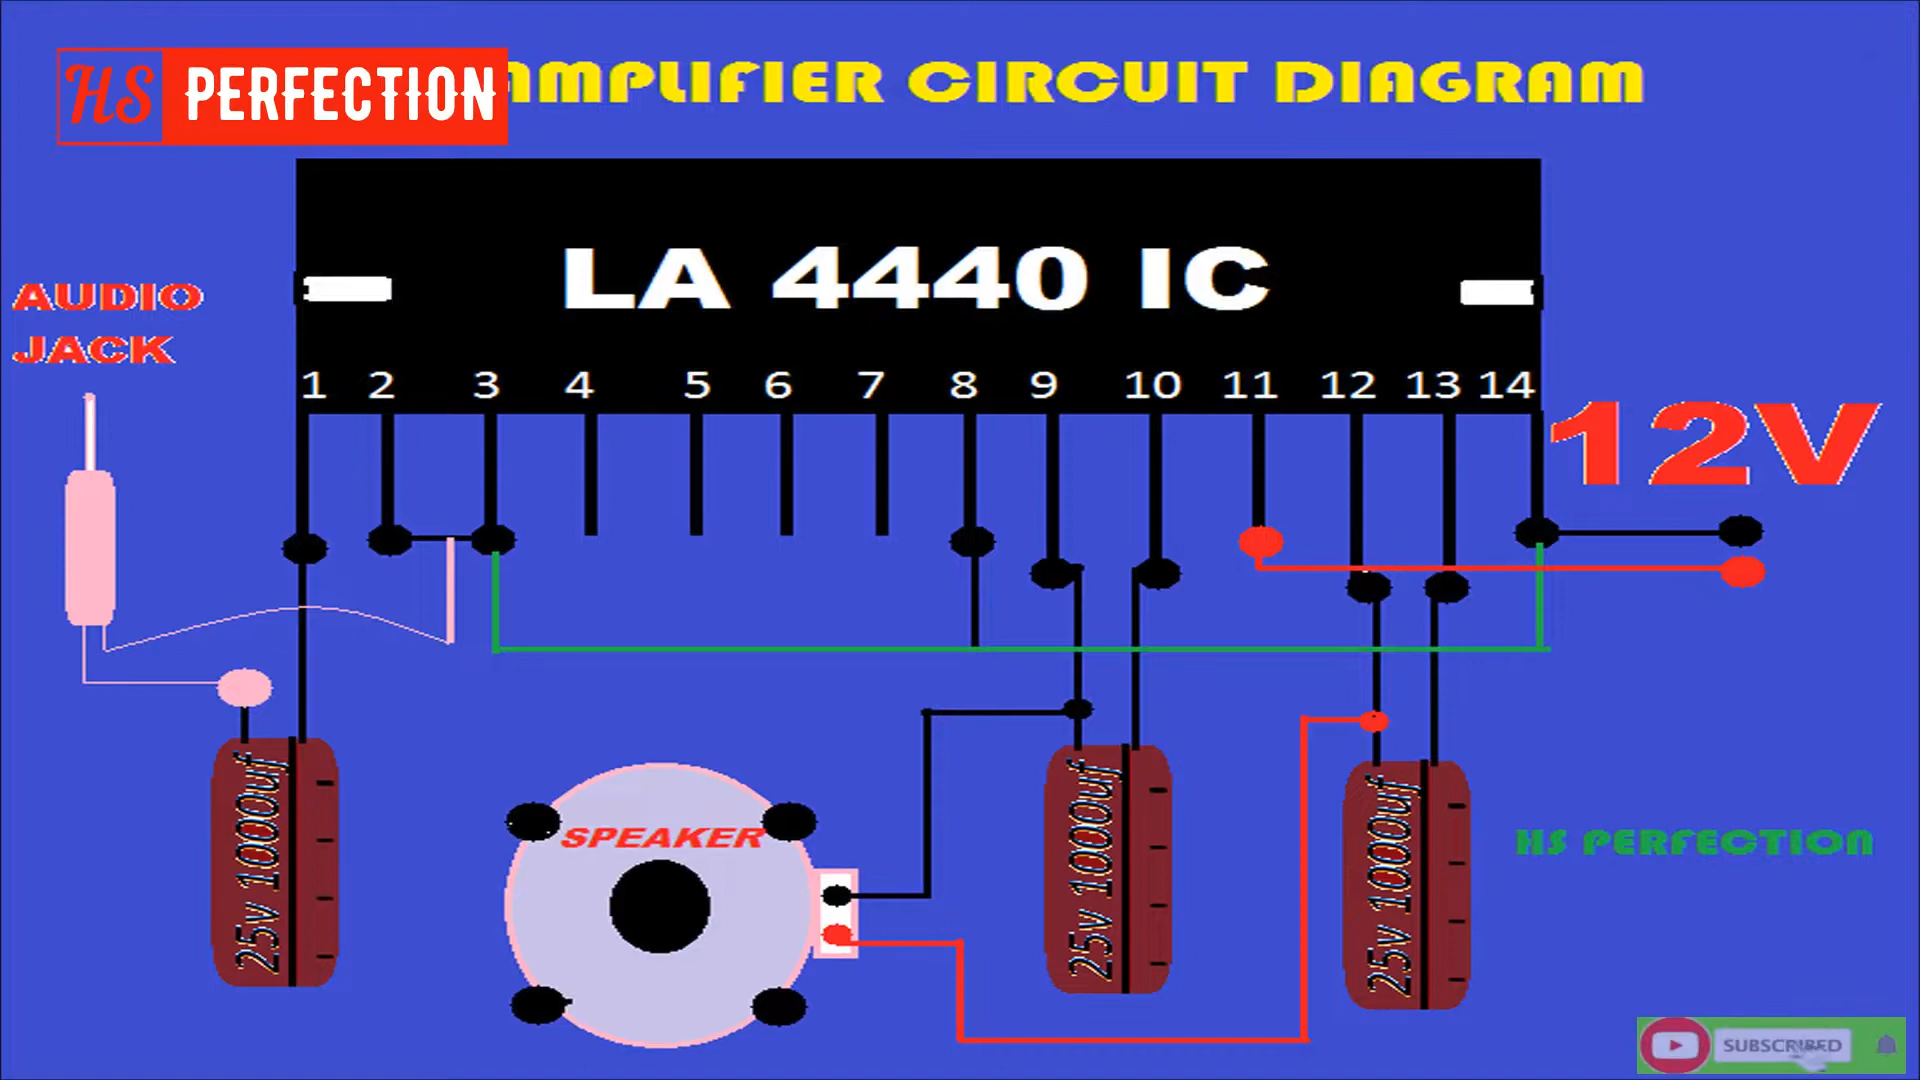 HS PERFECTION
AMPLIFIER CIRCUIT DIAGRAM
LA 4440 IC
AUDIO
JACK
1 2 3 4 5 6 7 8 9 10 11 12 13 14
12V
25v 1000uf
SPEAKER
25v 1000uf
25v 1000uf
HS PERFECTION
SUBSCRIBED